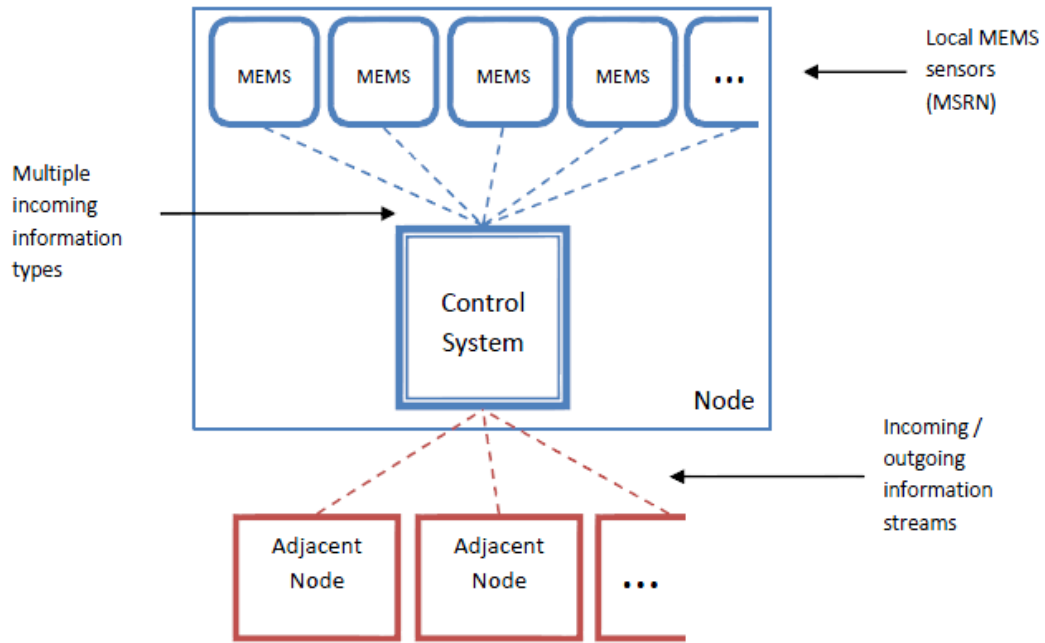 MEMS
MEMS
MEMS
MEMS
...
Local MEMS
sensors
(MSRN)
Multiple
incoming
information
types
Control
System
Node
Incoming /
outgoing
information
streams
Adjacent
Node
Adjacent
Node
...